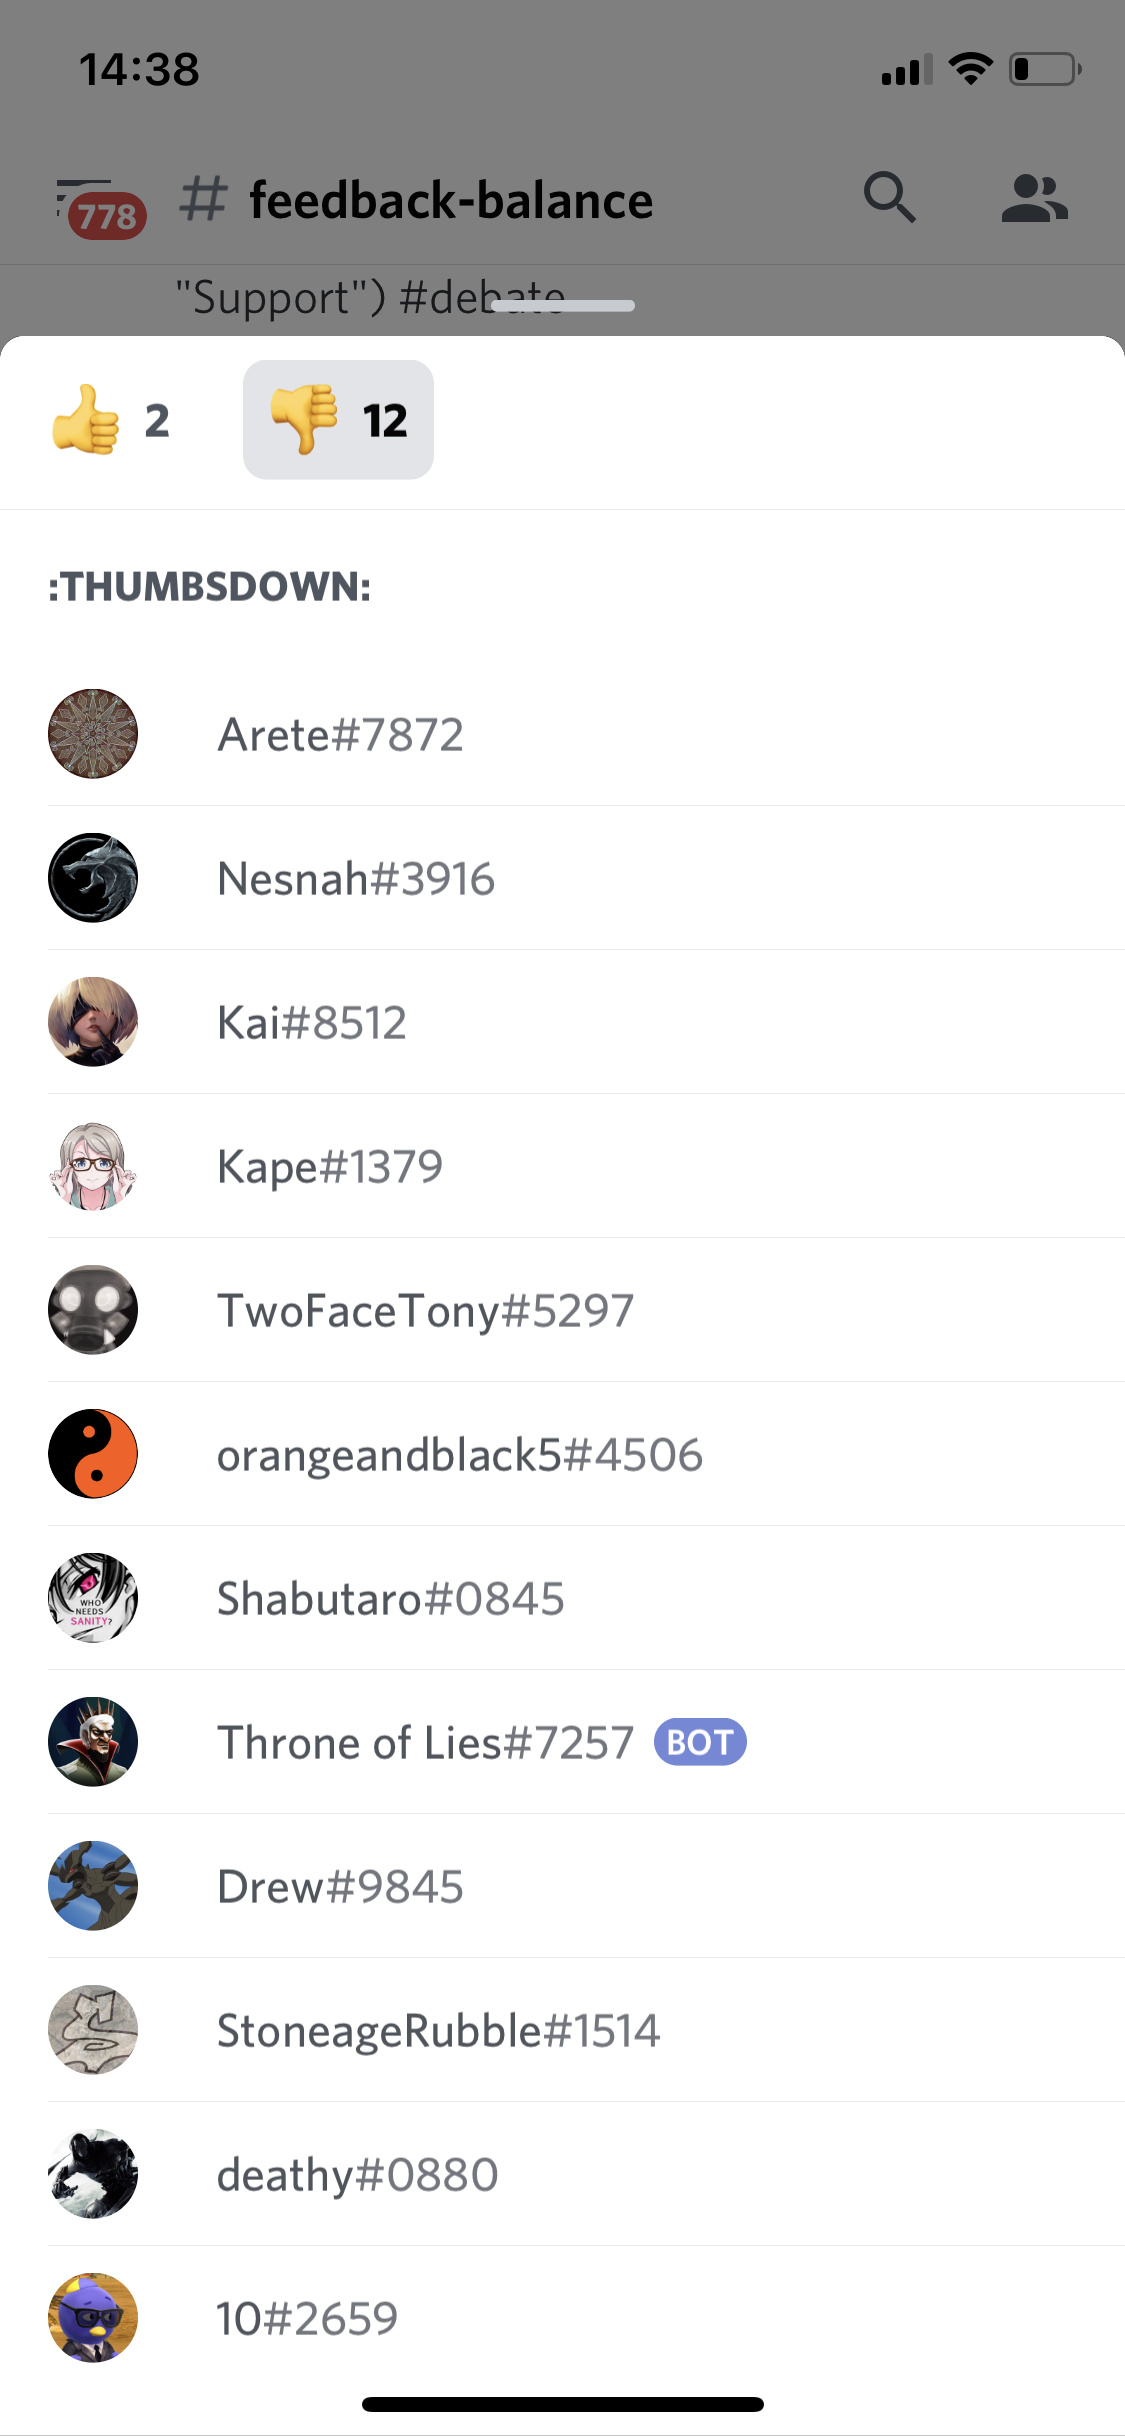 14:38
778
# feedback-balance
"Support") #debate
2
12
:THUMBSDOWN:
Arete#7872
Nesnah#3916
Kai#8512
Kape#1379
TwoFaceTony#5297
orangeandblack5#4506
Shabutaro#0845
WHO
NEEDS
SANITY?
Throne of Lies#7257 BOT
Drew#9845
StoneageRubble#1514
deathy#0880
10#2659